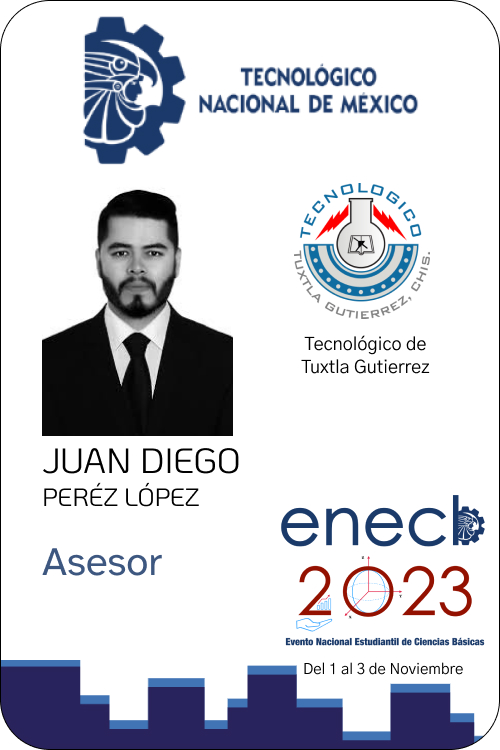 TECNOLÓGICO
NACIONAL DE MÉXICO
TECNOLOGICO
TUXTLA GUTIERREZ, CHIS.
Tecnológico de
Tuxtla Gutierrez
JUAN DIEGO
PERÉZ LÓPEZ
Asesor
enecb
2023
Z
Y
X
Evento Nacional Estudiantil de Ciencias Básicas
Del 1 al 3 de Noviembre